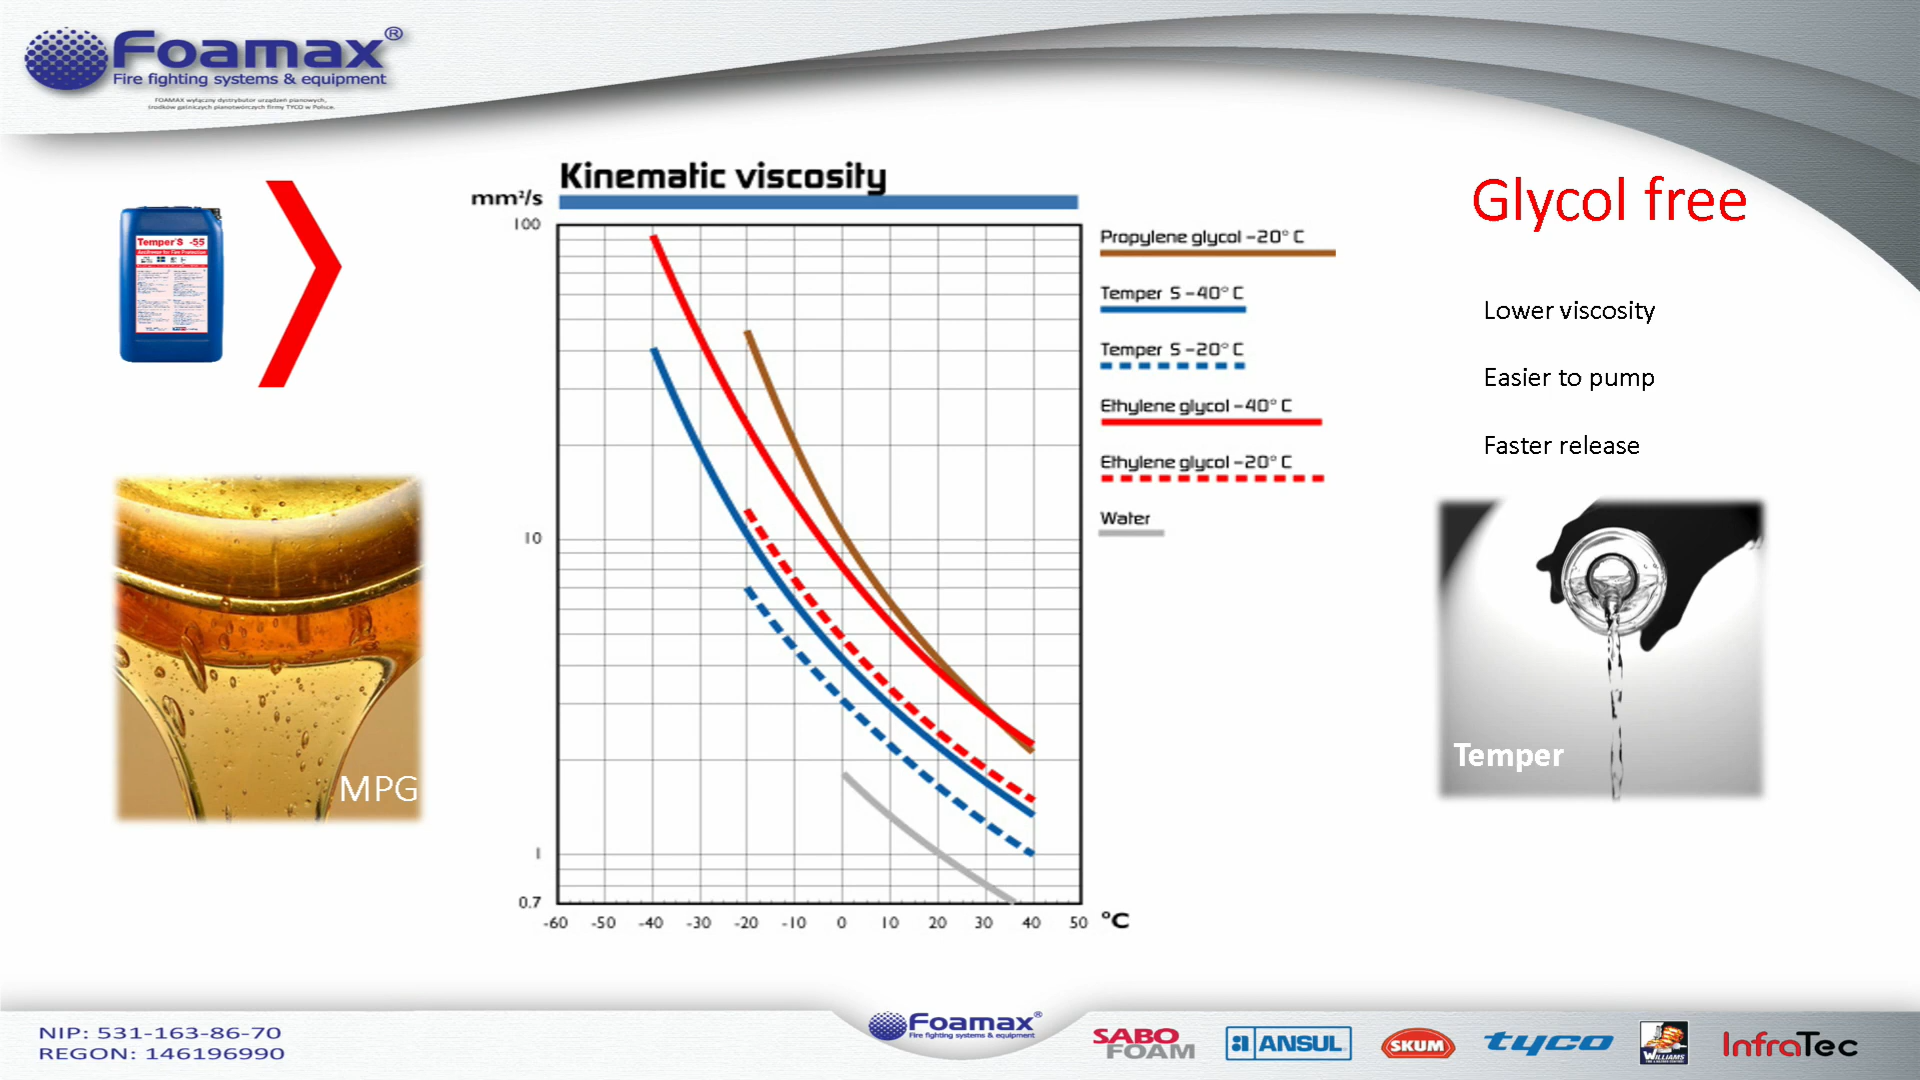 Foamax®
Fire fighting systems & equipment
FOAMAX wyłączny dystrybutor urządzeń pianowych,
środków gaśniczych pianotwórczych firmy TYCO w Polsce.
Temper S -55
MPG
Kinematic viscosity
mm²/s
100
10
1
0.7
-60 -50 -40 -30 -20 -10 0 10 20 30 40 50 °C
Propylene glycol -20° C
Temper S -40° C
Temper S -20° C
Ethylene glycol -40° C
Ethylene glycol -20° C
Water
Glycol free
Lower viscosity
Easier to pump
Faster release
Temper
NIP: 531-163-86-70
REGON: 146196990
Foamax®
Fire fighting systems & equipment
SABO
FOAM
ANSUL
SKUM
tyco
WILLIAMS
InfraTec